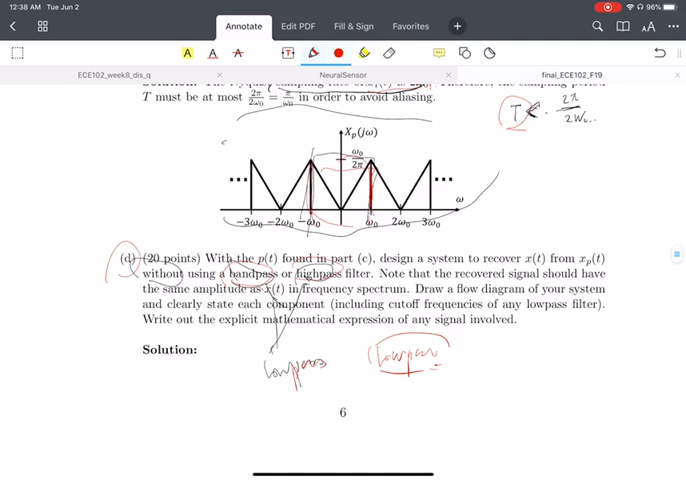 12:38 AM Tue Jun 2
96%
Annotate Edit PDF Fill & Sign Favorites
AA
A A A T
ECE102_week8_dis_q NeuralSensor final_ECE102_F19
T must be at most 2π/2ω₀ = π/ω₀ in order to avoid aliasing.
T < 2π/2W₀
Xₚ(jω)
ω₀/2π
... ...
ω
−3ω₀ −2ω₀ −ω₀ 0 ω₀ 2ω₀ 3ω₀
(d) (20 points) With the p(t) found in part (c), design a system to recover x(t) from xₚ(t)
without using a bandpass or highpass filter. Note that the recovered signal should have
the same amplitude as x(t) in frequency spectrum. Draw a flow diagram of your system
and clearly state each component (including cutoff frequencies of any lowpass filter).
Write out the explicit mathematical expression of any signal involved.
Solution:
lowpass (lowpass
6